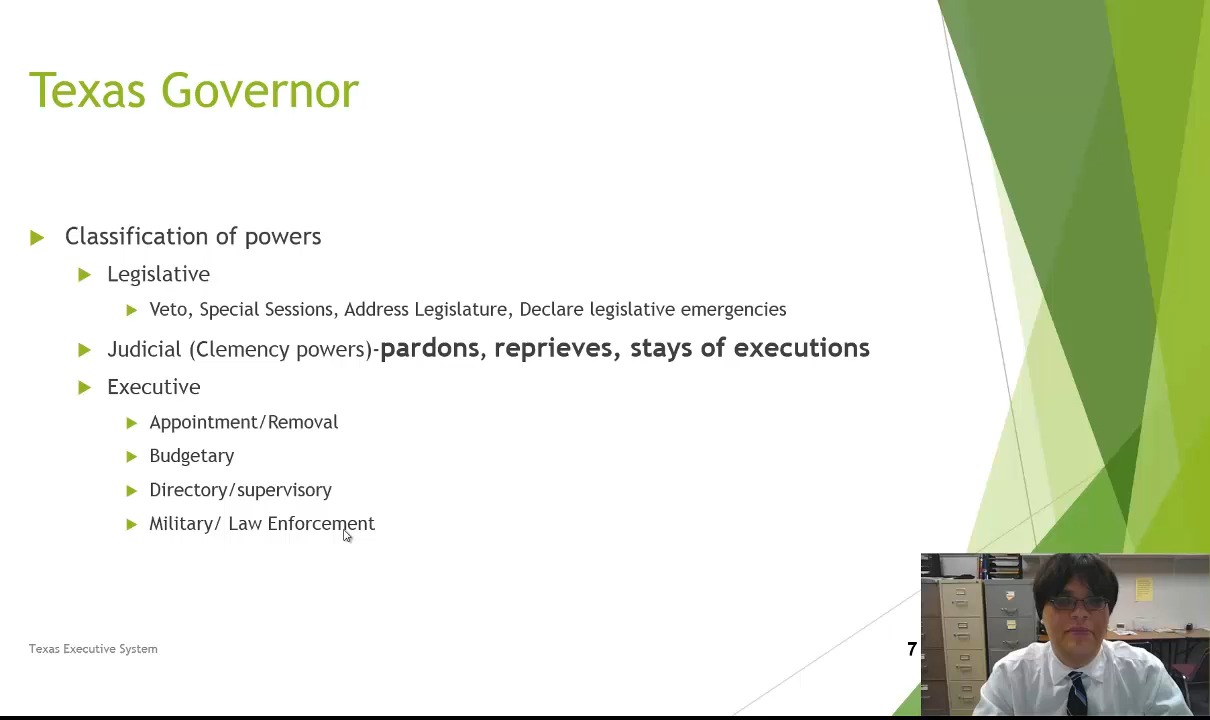 Texas Governor
Classification of powers
Legislative
Veto, Special Sessions, Address Legislature, Declare legislative emergencies
Judicial (Clemency powers)-pardons, reprieves, stays of executions
Executive
Appointment/Removal
Budgetary
Directory/supervisory
Military/ Law Enforcement
Texas Executive System
7